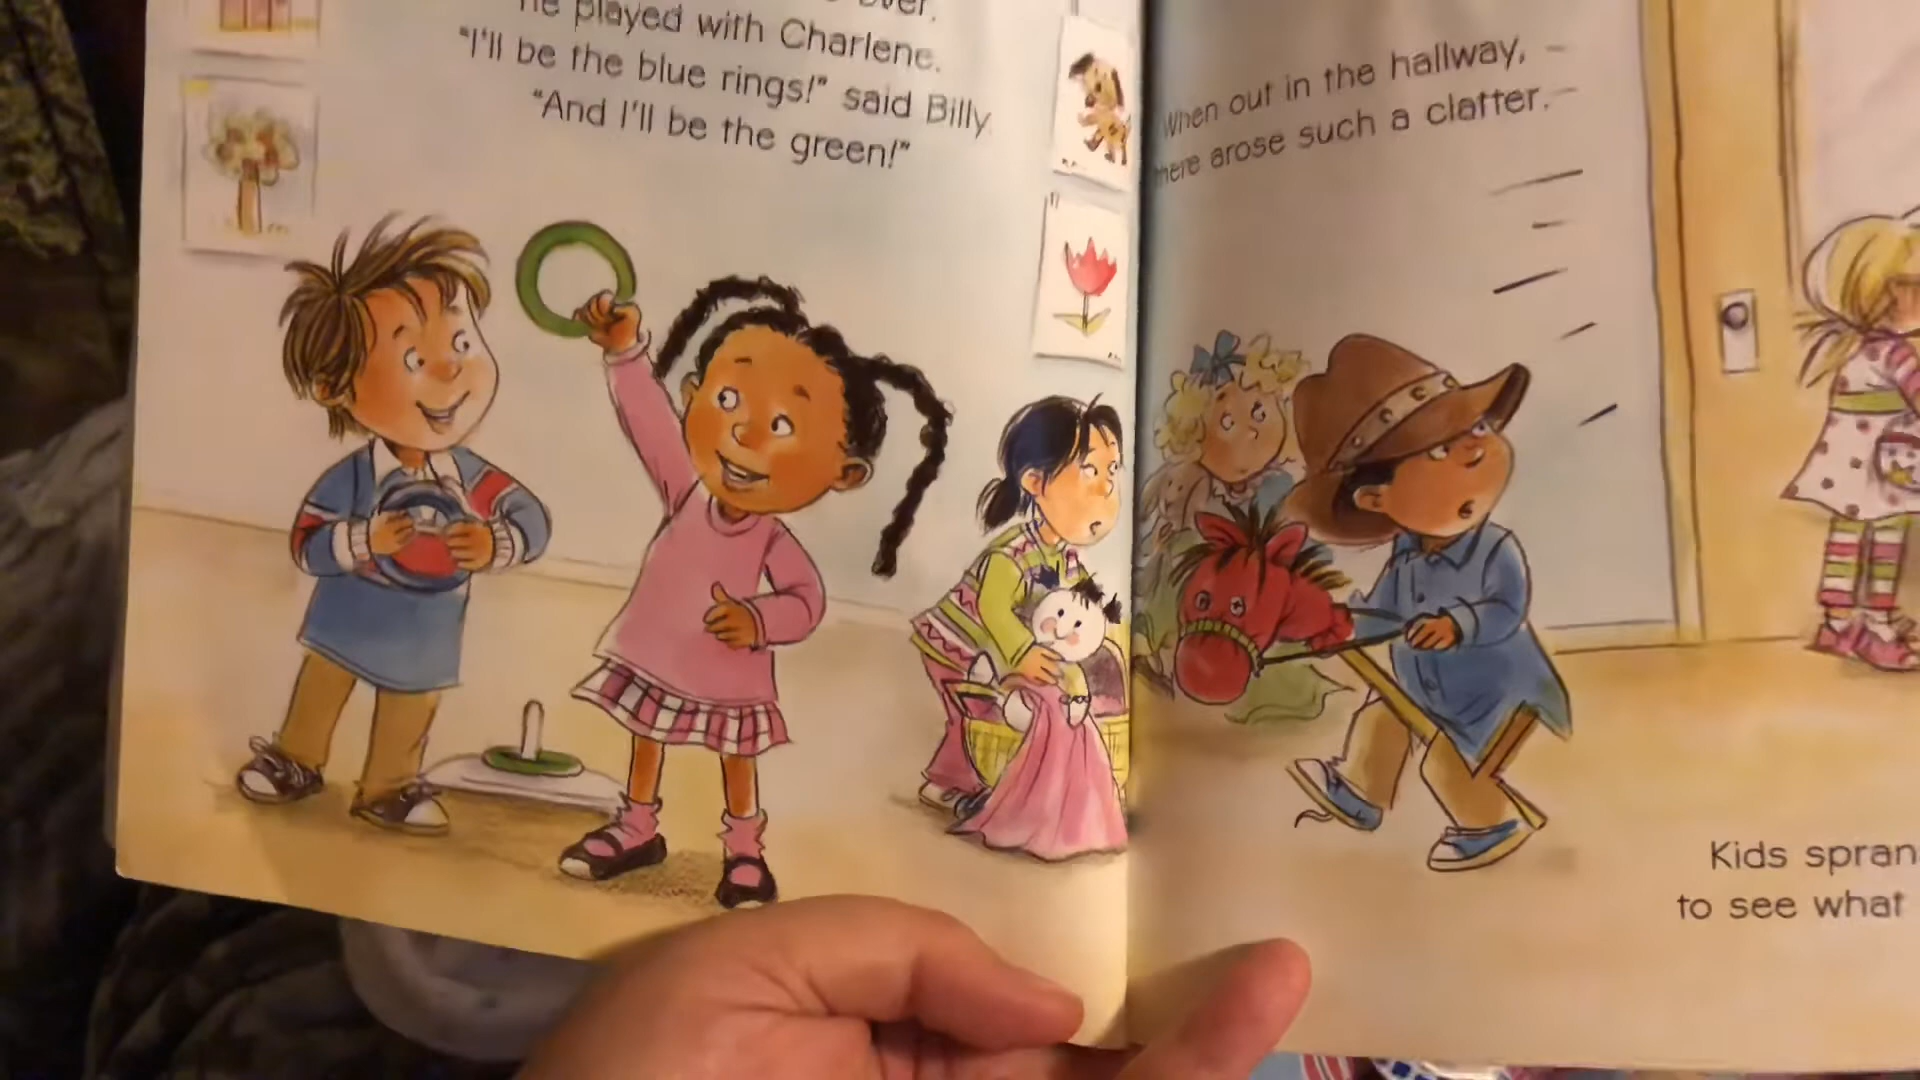 he played with Charlene.
"I'll be the blue rings!" said Billy.
"And I'll be the green!"
When out in the hallway,
there arose such a clatter.
Kids spran
to see what